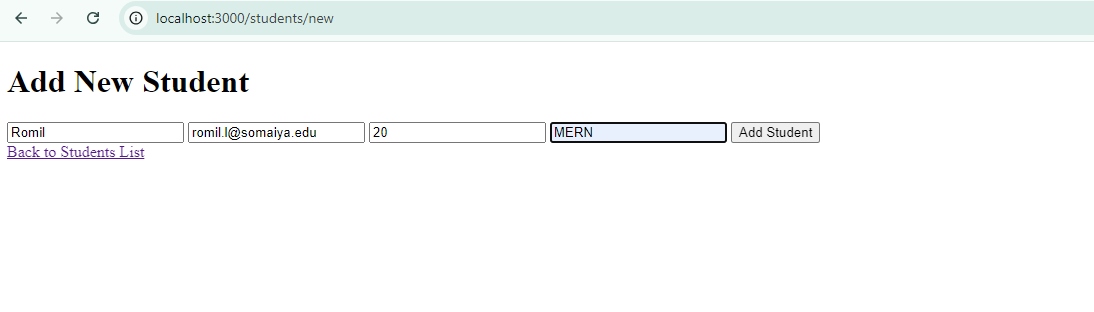 localhost:3000/students/new
Add New Student
Romil romil.l@somaiya.edu 20 MERN Add Student
Back to Students List